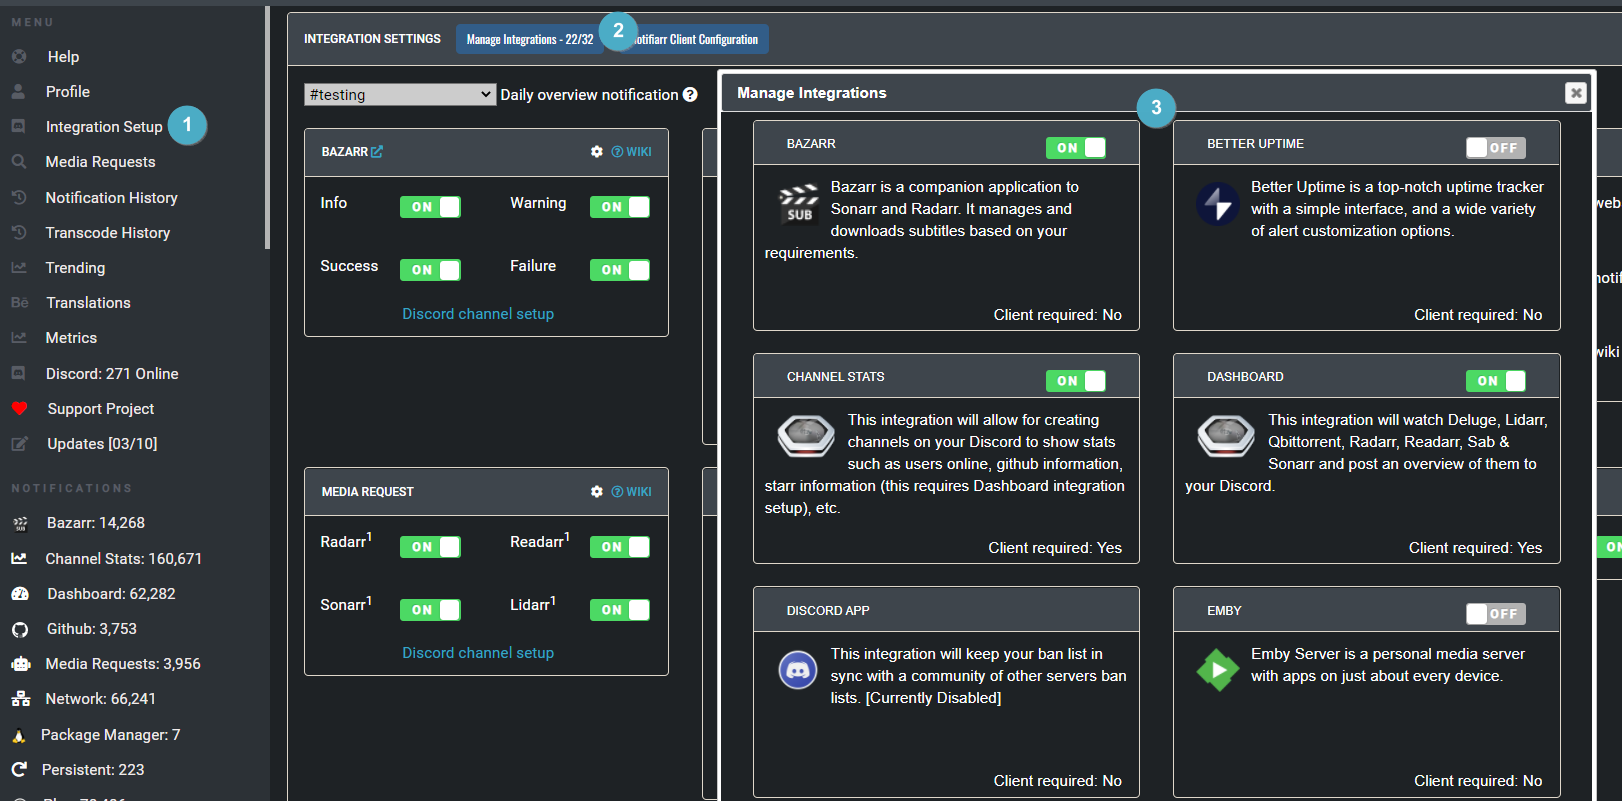 MENU
Help
Profile
Integration Setup
1
Media Requests
Notification History
Transcode History
Trending
Translations
Metrics
Discord: 271 Online
Support Project
Updates [03/10]
NOTIFICATIONS
Bazarr: 14,268
Channel Stats: 160,671
Dashboard: 62,282
Github: 3,753
Media Requests: 3,956
Network: 66,241
Package Manager: 7
Persistent: 223
INTEGRATION SETTINGS
Manage Integrations - 22/32
2
otifiarr Client Configuration
#testing
Daily overview notification
BAZARR
WIKI
Info ON Warning ON
Success ON Failure ON
Discord channel setup
MEDIA REQUEST
WIKI
Radarr1 ON Readarr1 ON
Sonarr1 ON Lidarr1 ON
Discord channel setup
Manage Integrations
3
BAZARR
ON
SUB
Bazarr is a companion application to
Sonarr and Radarr. It manages and
downloads subtitles based on your
requirements.
Client required: No
BETTER UPTIME
OFF
Better Uptime is a top-notch uptime tracker
with a simple interface, and a wide variety
of alert customization options.
Client required: No
CHANNEL STATS
ON
This integration will allow for creating
channels on your Discord to show stats
such as users online, github information,
starr information (this requires Dashboard integration
setup), etc.
Client required: Yes
DASHBOARD
ON
This integration will watch Deluge, Lidarr,
Qbittorrent, Radarr, Readarr, Sab &
Sonarr and post an overview of them to
your Discord.
Client required: Yes
DISCORD APP
This integration will keep your ban list in
sync with a community of other servers ban
lists. [Currently Disabled]
Client required: No
EMBY
OFF
Emby Server is a personal media server
with apps on just about every device.
Client required: No
web
notif
wiki
ON